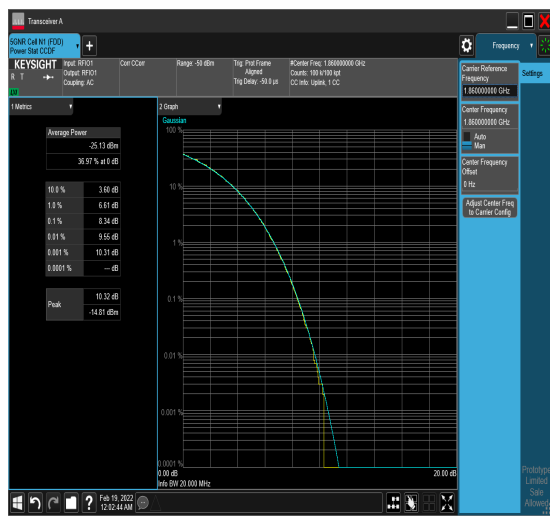 Transceiver A
5GNR Cell N1 (FDD)
Power Stat CCDF
Frequency
KEYSIGHT
R T
Input: RFIO1
Output: RFIO1
Coupling: AC
Corr CCorr
Range: -50 dBm
Trig: Prot Frame
Aligned
Trig Delay: -50.0 µs
#Center Freq: 1.860000000 GHz
Counts: 100 k/100 kpt
CC Info: Uplink, 1 CC
Carrier Reference
Frequency
1.860000000 GHz
Settings
Center Frequency
1.860000000 GHz
Auto
Man
Center Frequency
Offset
0 Hz
Adjust Center Freq
to Carrier Config
1 Metrics
Average Power
-25.13 dBm
36.97 % at 0 dB
10.0 % 3.60 dB
1.0 % 6.61 dB
0.1 % 8.34 dB
0.01 % 9.55 dB
0.001 % 10.31 dB
0.0001 % --- dB
Peak
10.32 dB
-14.81 dBm
2 Graph
Gaussian
100 %
10 %
1 %
0.1 %
0.01 %
0.001 %
0.0001 %
0.00 dB
20.00 dB
Info BW 20.000 MHz
Feb 19, 2022
12:02:44 AM
Prototype
Limited
Sale
Allowed